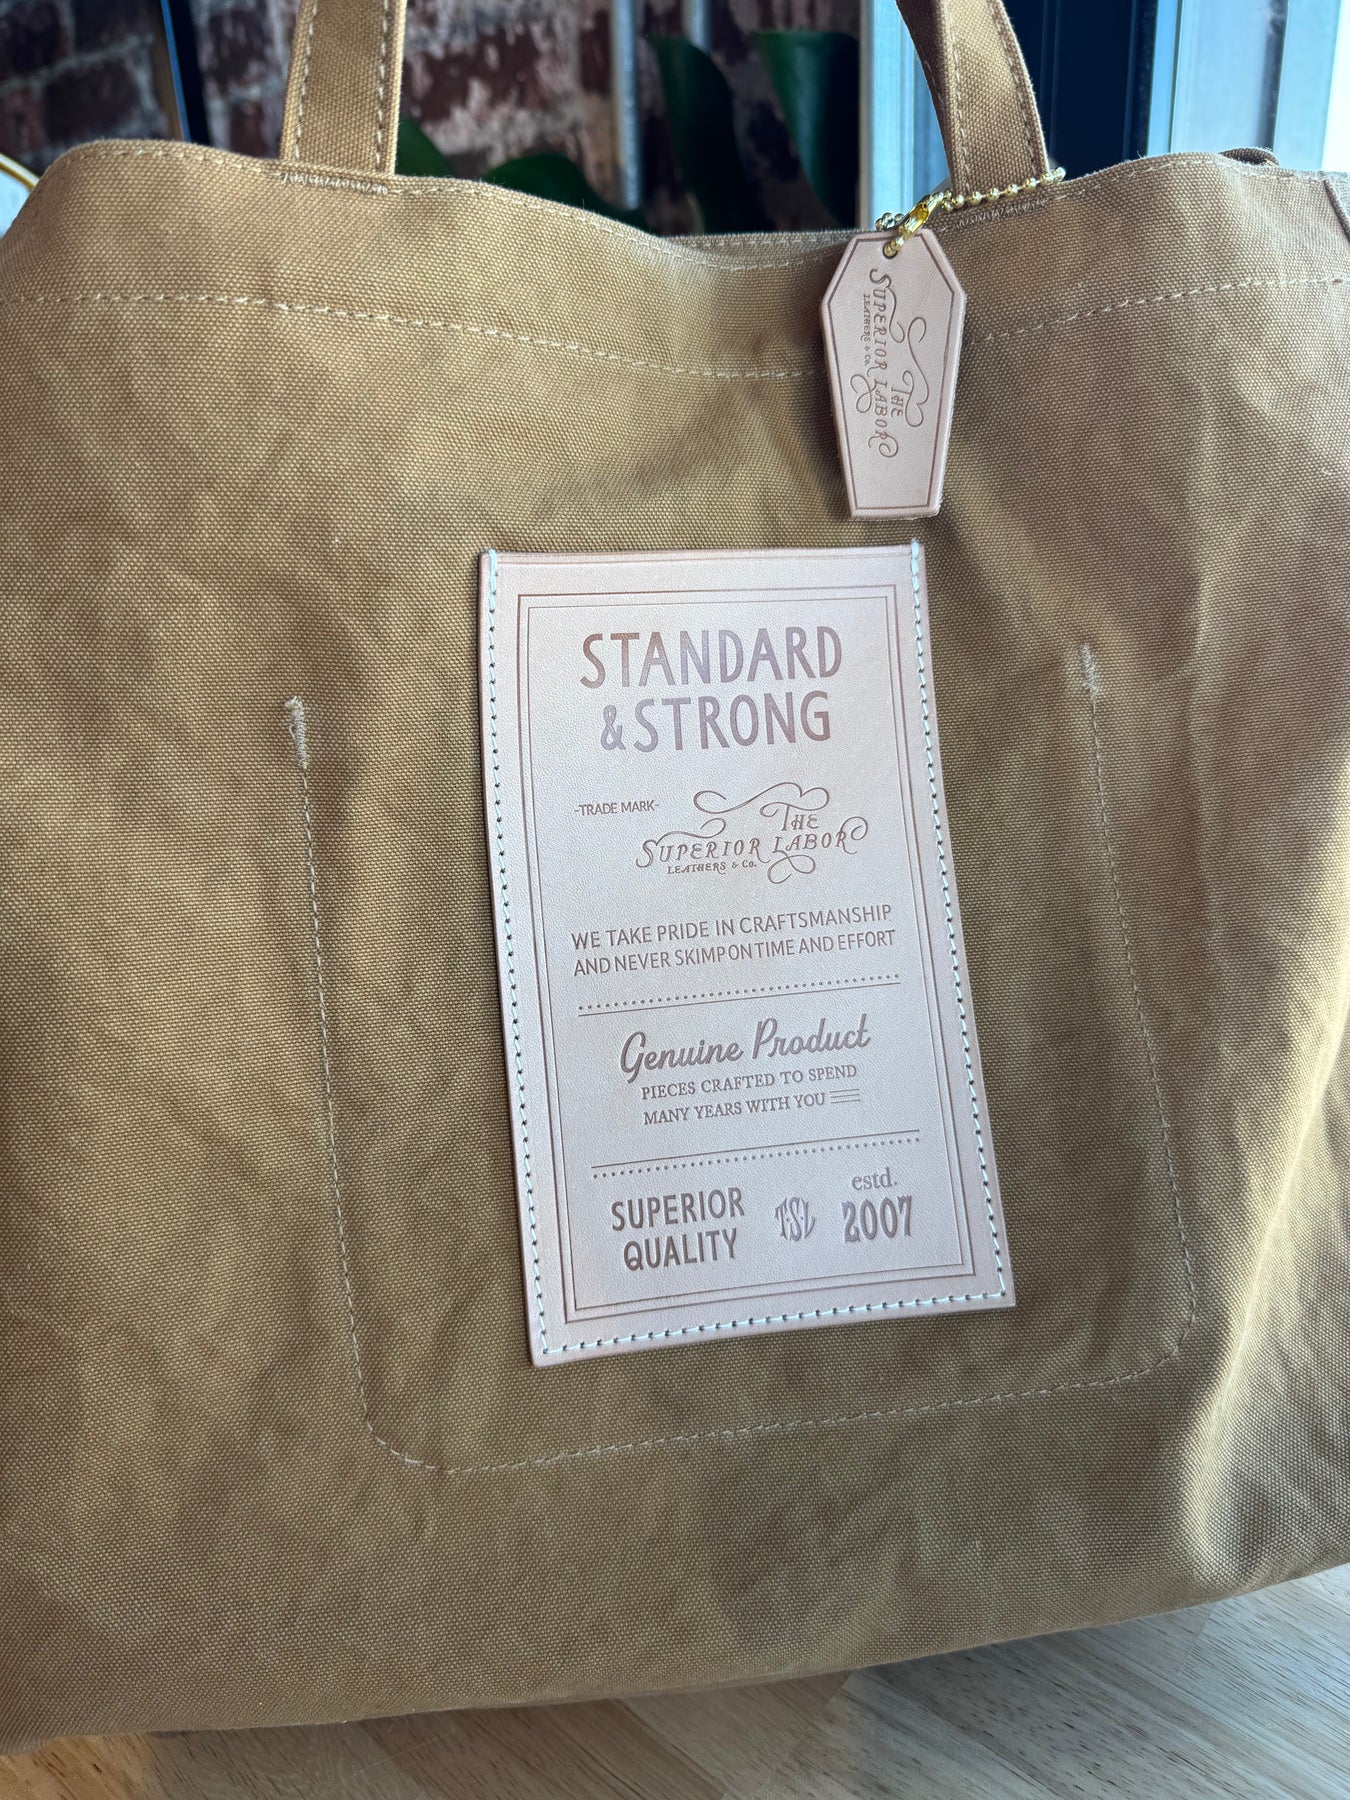 THE
SUPERIOR LABOR
LEATHERS & Co.
STANDARD
& STRONG
-TRADE MARK-
THE
SUPERIOR LABOR
LEATHERS & Co.
WE TAKE PRIDE IN CRAFTSMANSHIP
AND NEVER SKIMP ON TIME AND EFFORT
Genuine Product
PIECES CRAFTED TO SPEND
MANY YEARS WITH YOU
SUPERIOR
QUALITY
T·S·L
estd.
2007